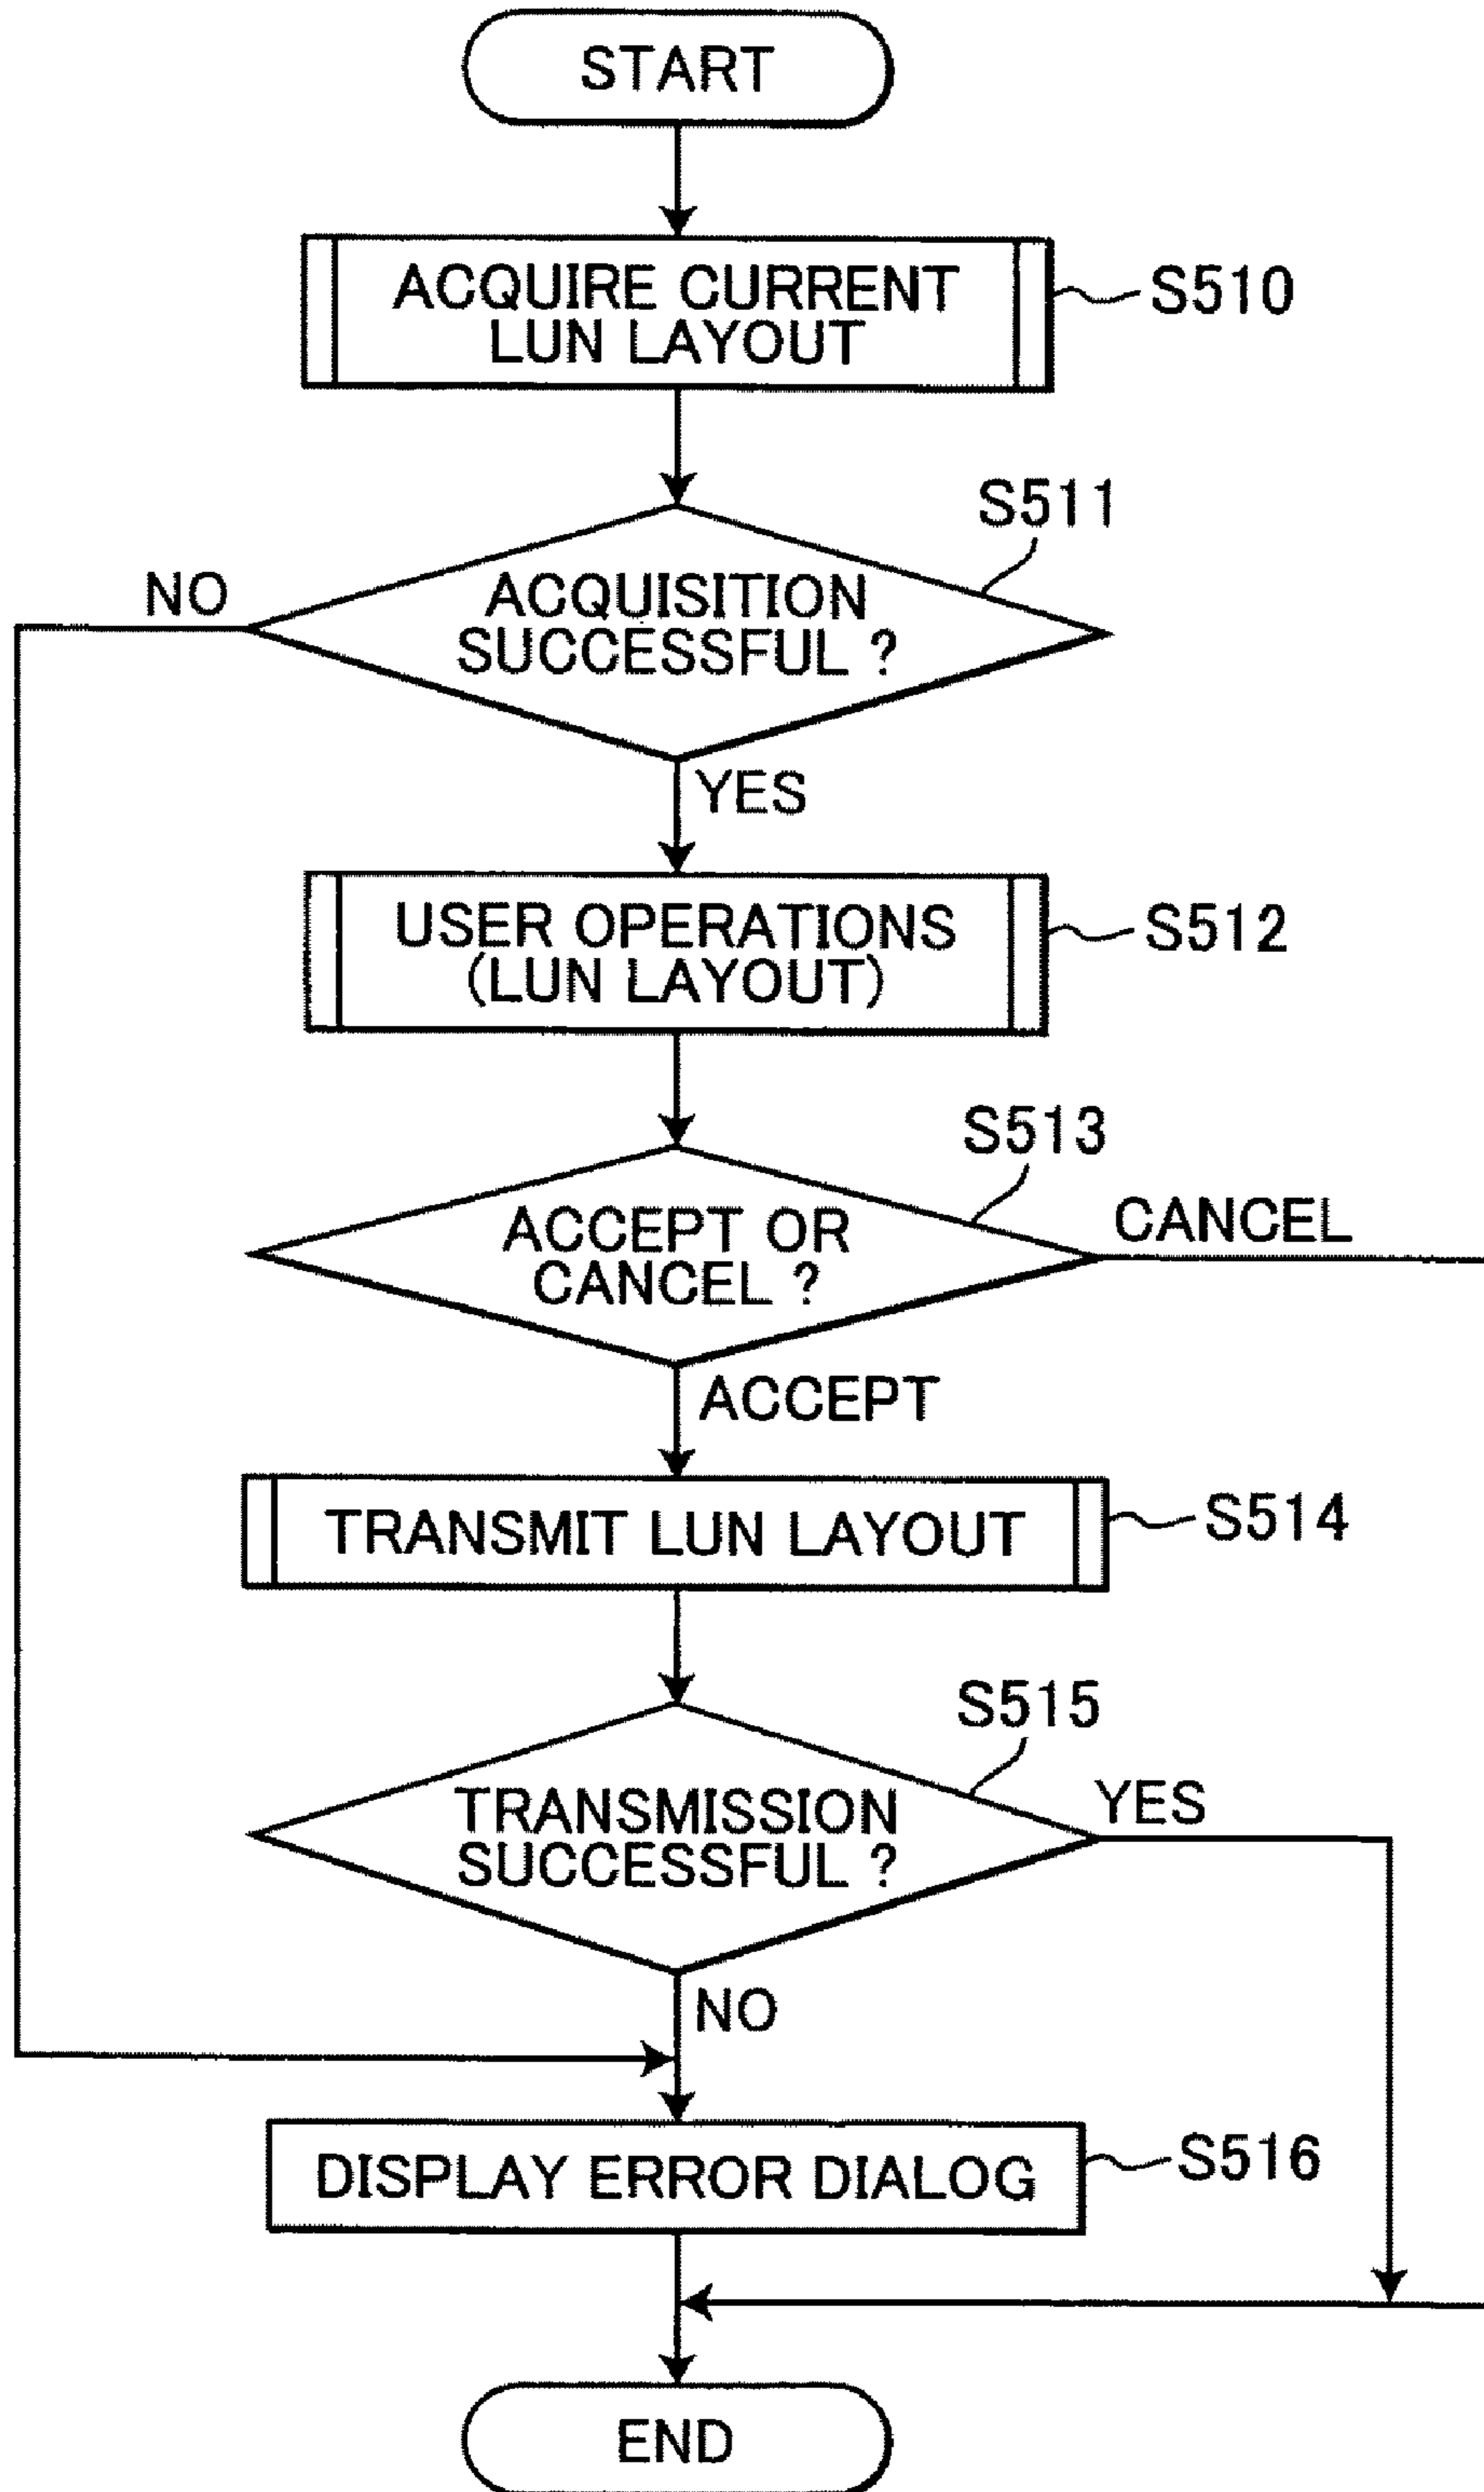 START
ACQUIRE CURRENT
LUN LAYOUT
S510
S511
NO
ACQUISITION
SUCCESSFUL ?
YES
USER OPERATIONS
(LUN LAYOUT)
S512
S513
ACCEPT OR
CANCEL ?
CANCEL
ACCEPT
TRANSMIT LUN LAYOUT
S514
S515
TRANSMISSION
SUCCESSFUL ?
YES
NO
DISPLAY ERROR DIALOG
S516
END